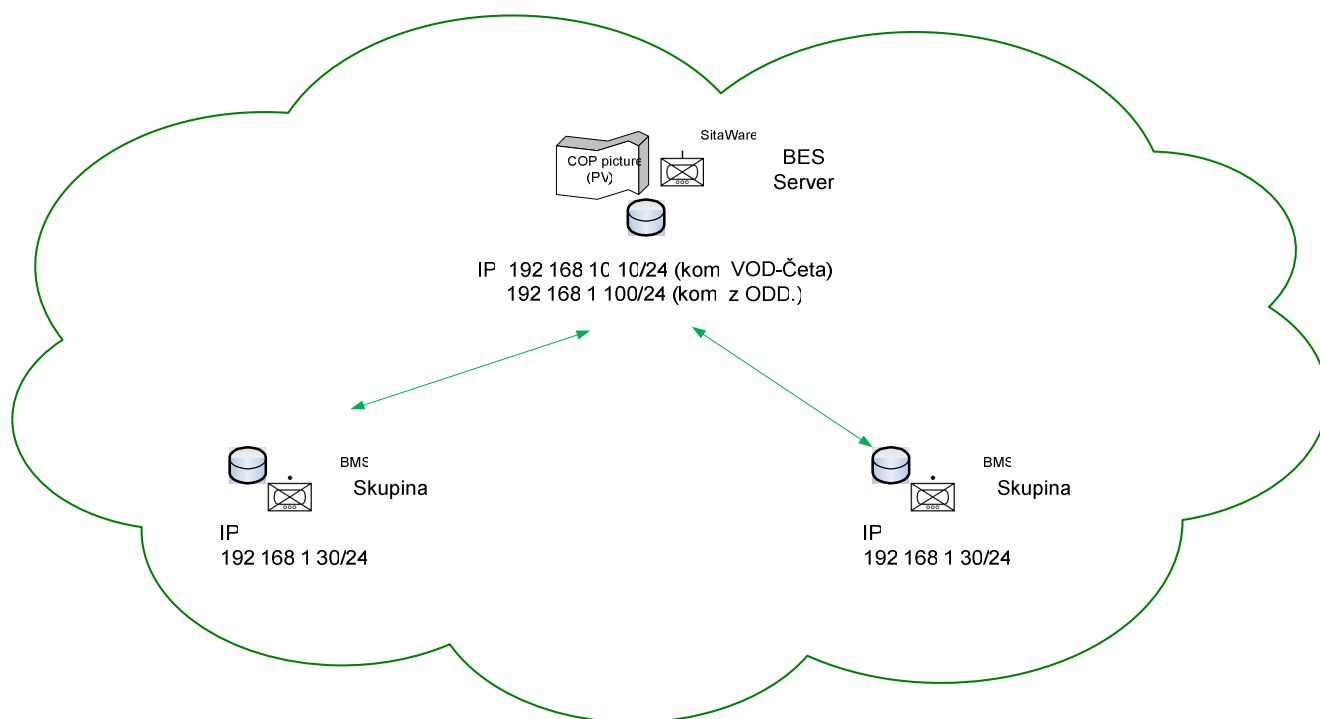 SitaWare
COP picture
(PV)
BES
Server
IP 192 168 10 10/24 (kom VOD-Četa)
192 168 1 100/24 (kom z ODD.)
BMS
Skupina
IP
192 168 1 30/24
BMS
Skupina
IP
192 168 1 30/24